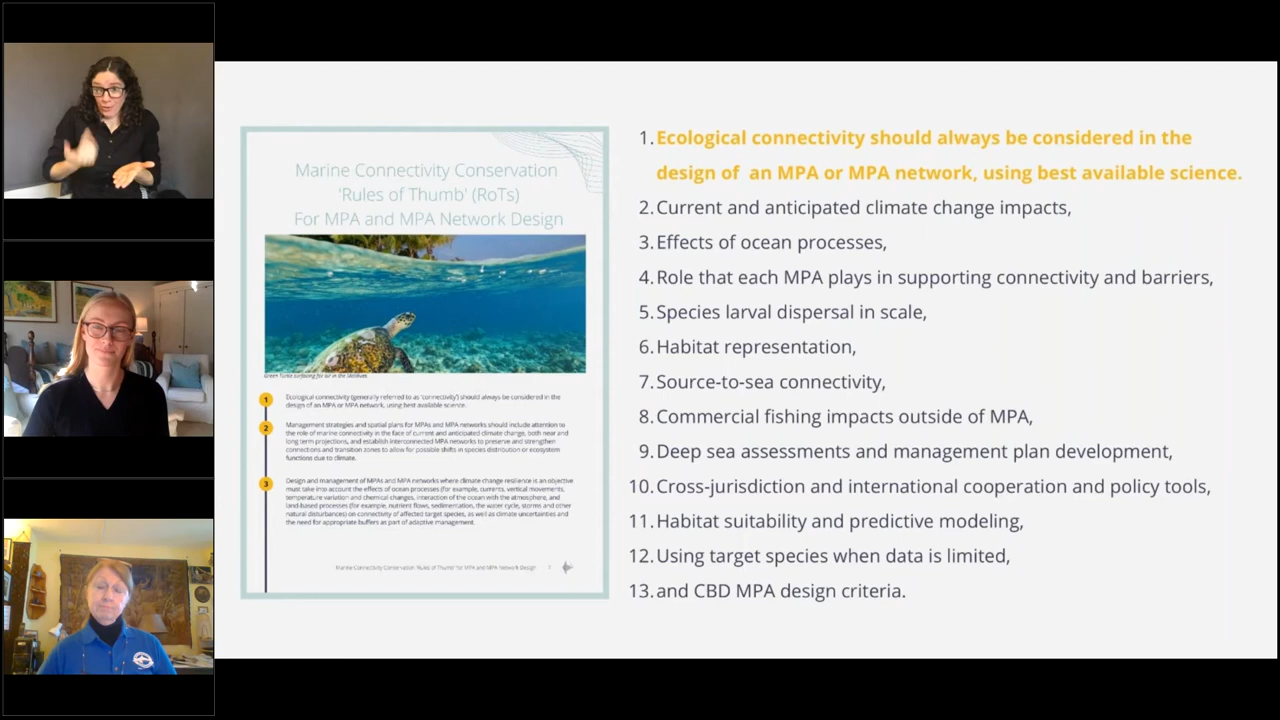 Marine Connectivity Conservation
'Rules of Thumb' (RoTs)
For MPA and MPA Network Design
Green Turtle surfacing for air in the Maldives
1
Ecological connectivity (generally referred to as 'connectivity') should always be considered in the
design of an MPA or MPA network, using best available science.
2
Management strategies and spatial plans for MPAs and MPA networks should include attention to
the role of marine connectivity in the face of current and anticipated climate change, both near and
long term projections, and establish interconnected MPA networks to preserve and strengthen
connections and transition zones to allow for possible shifts in species distribution or ecosystem
functions due to climate.
3
Design and management of MPAs and MPA networks where climate change resilience is an objective
must take into account the effects of ocean processes (for example, currents, vertical movements,
temperature variation and chemical changes, interaction of the ocean with the atmosphere, and
land-based processes (for example, nutrient flows, sedimentation, the water cycle, storms and other
natural disturbances) on connectivity of affected target species, as well as climate uncertainties and
the need for appropriate buffers as part of adaptive management.
Marine Connectivity Conservation 'Rules of Thumb' for MPA and MPA Network Design
1. Ecological connectivity should always be considered in the
design of an MPA or MPA network, using best available science.
2. Current and anticipated climate change impacts,
3. Effects of ocean processes,
4. Role that each MPA plays in supporting connectivity and barriers,
5. Species larval dispersal in scale,
6. Habitat representation,
7. Source-to-sea connectivity,
8. Commercial fishing impacts outside of MPA,
9. Deep sea assessments and management plan development,
10. Cross-jurisdiction and international cooperation and policy tools,
11. Habitat suitability and predictive modeling,
12. Using target species when data is limited,
13. and CBD MPA design criteria.